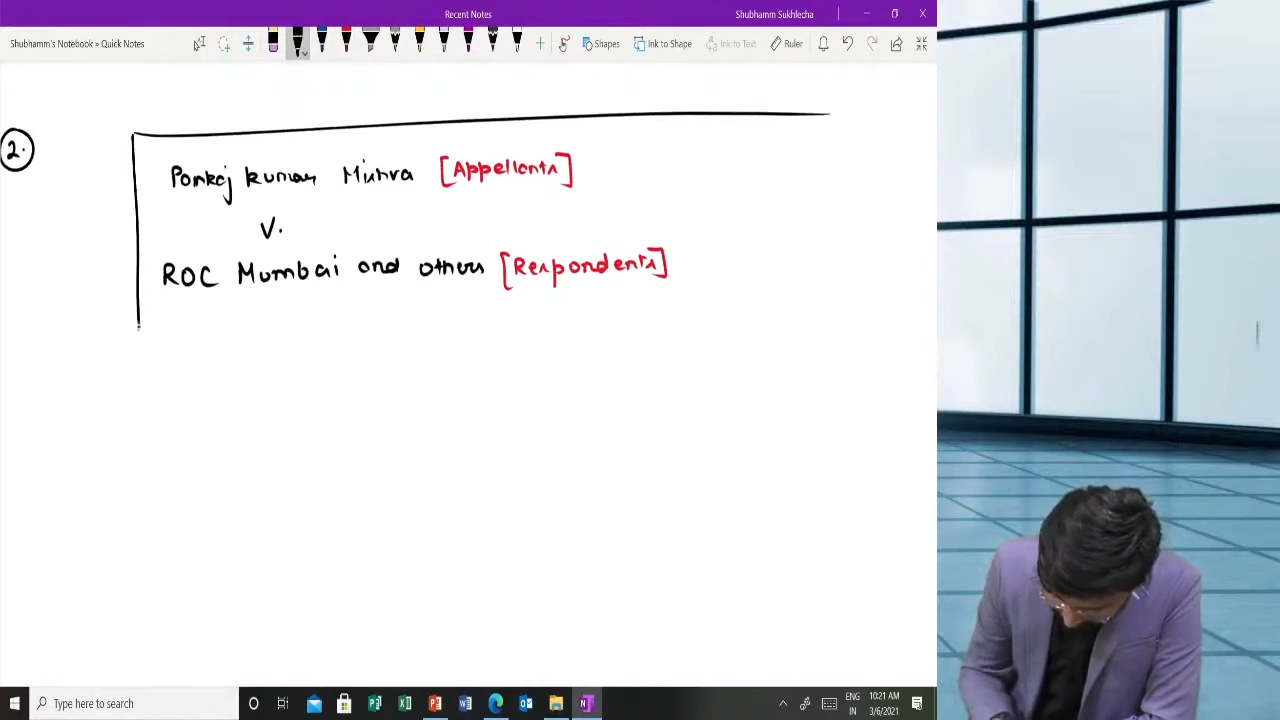 Recent Notes
Shubhamm Sukhlecha
Shubhamm's Notebook » Quick Notes
Shapes
Ink to Shape
Ink to Text
Ruler
2.
Pankaj kumar Mishra [Appellants]
V.
ROC Mumbai and others [Respondents]
Type here to search
ENG
IN
10:21 AM
3/6/2021